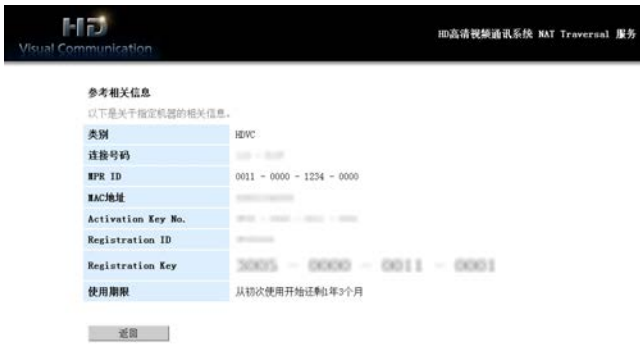 HD
Visual Communication
HD高清视频通讯系统 NAT Traversal 服务
参考相关信息
以下是关于指定机器的相关信息。
类别 HDVC
连接号码
MPR ID 0011 - 0000 - 1234 - 0000
MAC地址
Activation Key No.
Registration ID
Registration Key
使用期限 从初次使用开始还剩1年3个月
返回